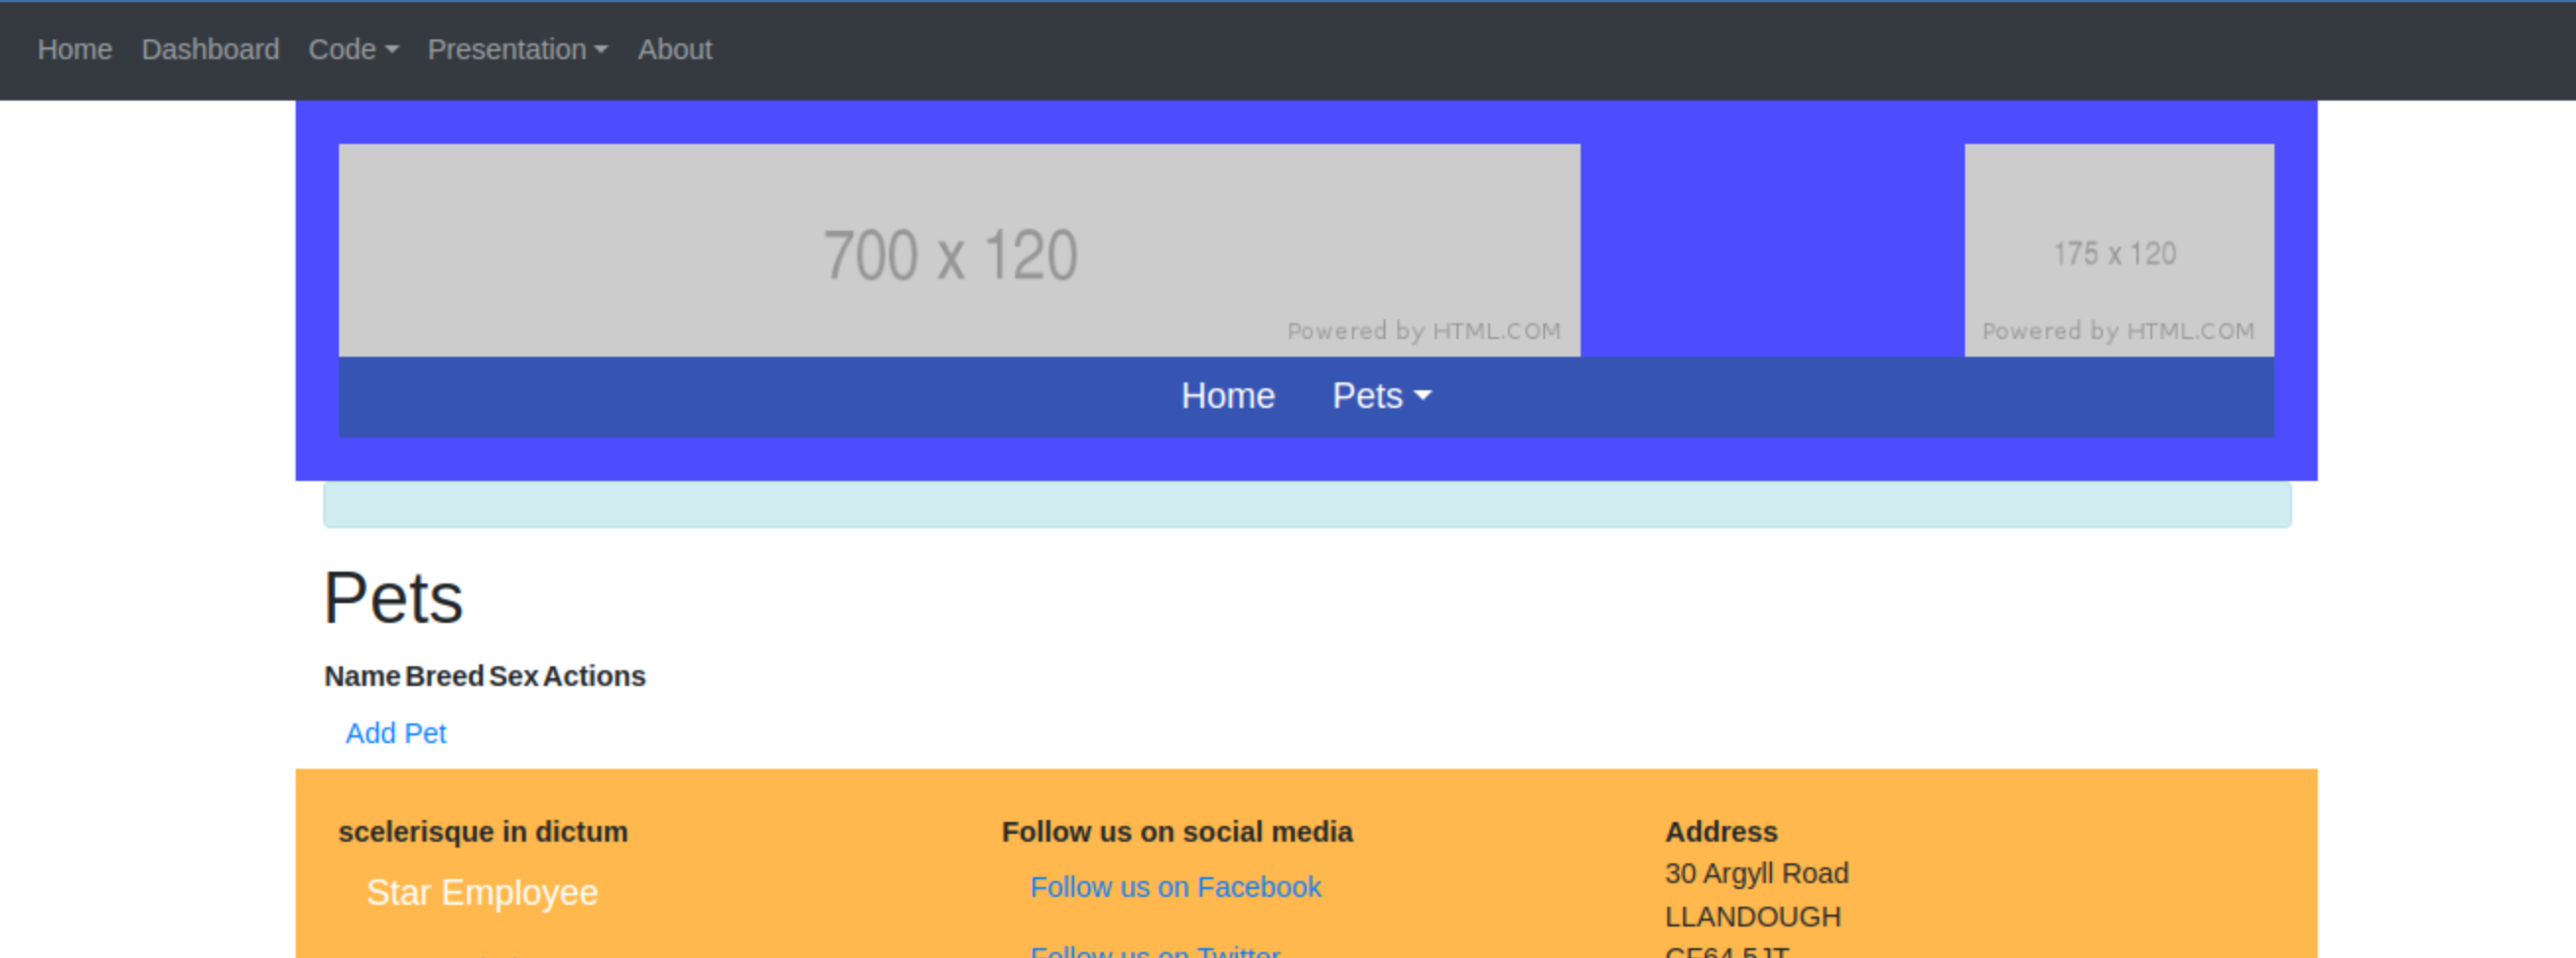 Home Dashboard Code Presentation About
700 x 120
Powered by HTML.COM
175 x 120
Powered by HTML.COM
Home Pets
Pets
Name Breed Sex Actions
Add Pet
scelerisque in dictum
Star Employee
Follow us on social media
Follow us on Facebook
Follow us on Twitter
Address
30 Argyll Road
LLANDOUGH
CF64 5JT